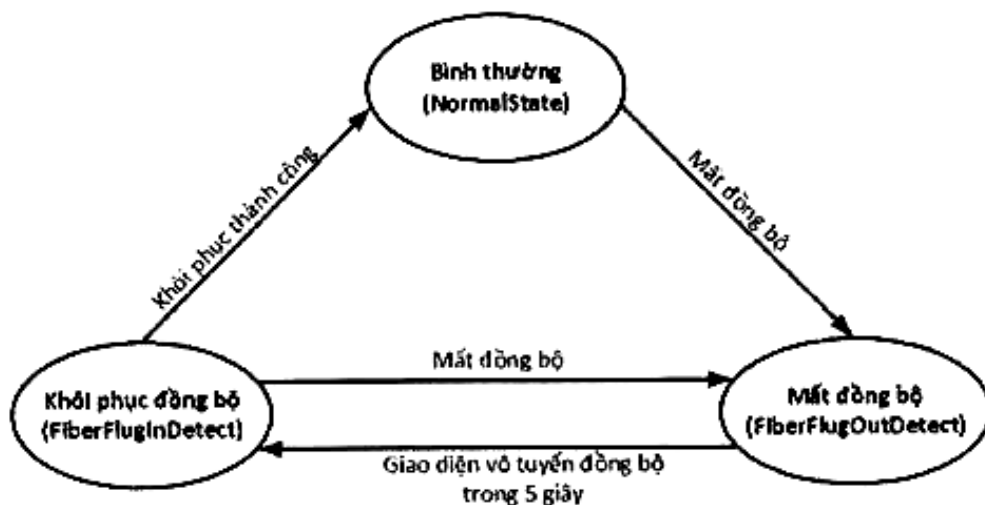 Bình thường
(NormalState)
Khôi phục thành công
Mất đồng bộ
Mất đồng bộ
Khôi phục đồng bộ
(FiberFlugInDetect)
Mất đồng bộ
(FiberFlugOutDetect)
Giao diện vô tuyến đồng bộ
trong 5 giây